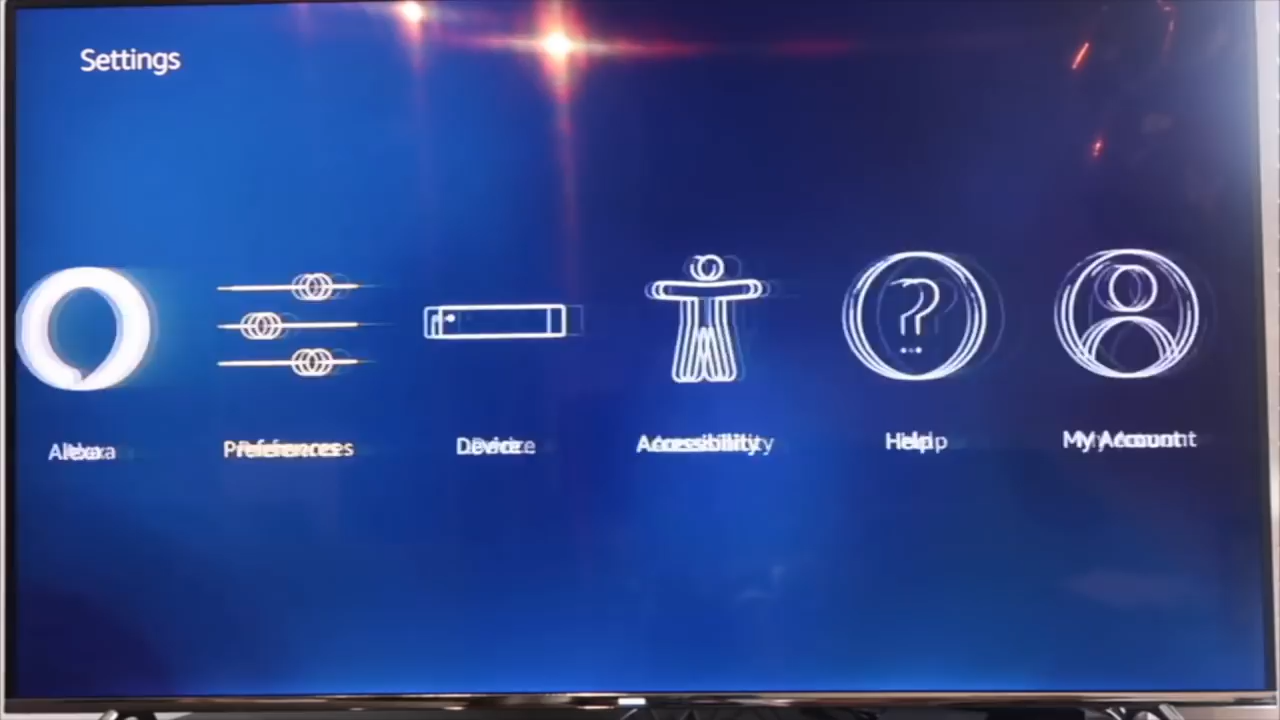 Settings
Alexa
Preferences
Device
Accessibility
Help
My Account